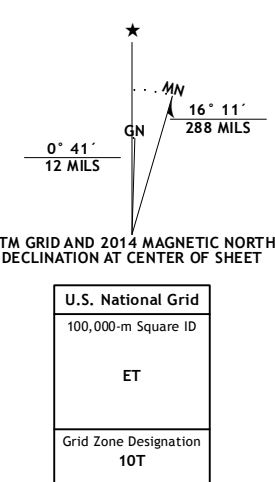 ★
MN
GN
16° 11´
288 MILS
0° 41´
12 MILS
TM GRID AND 2014 MAGNETIC NORTH
DECLINATION AT CENTER OF SHEET
U.S. National Grid
100,000-m Square ID
ET
Grid Zone Designation
10T